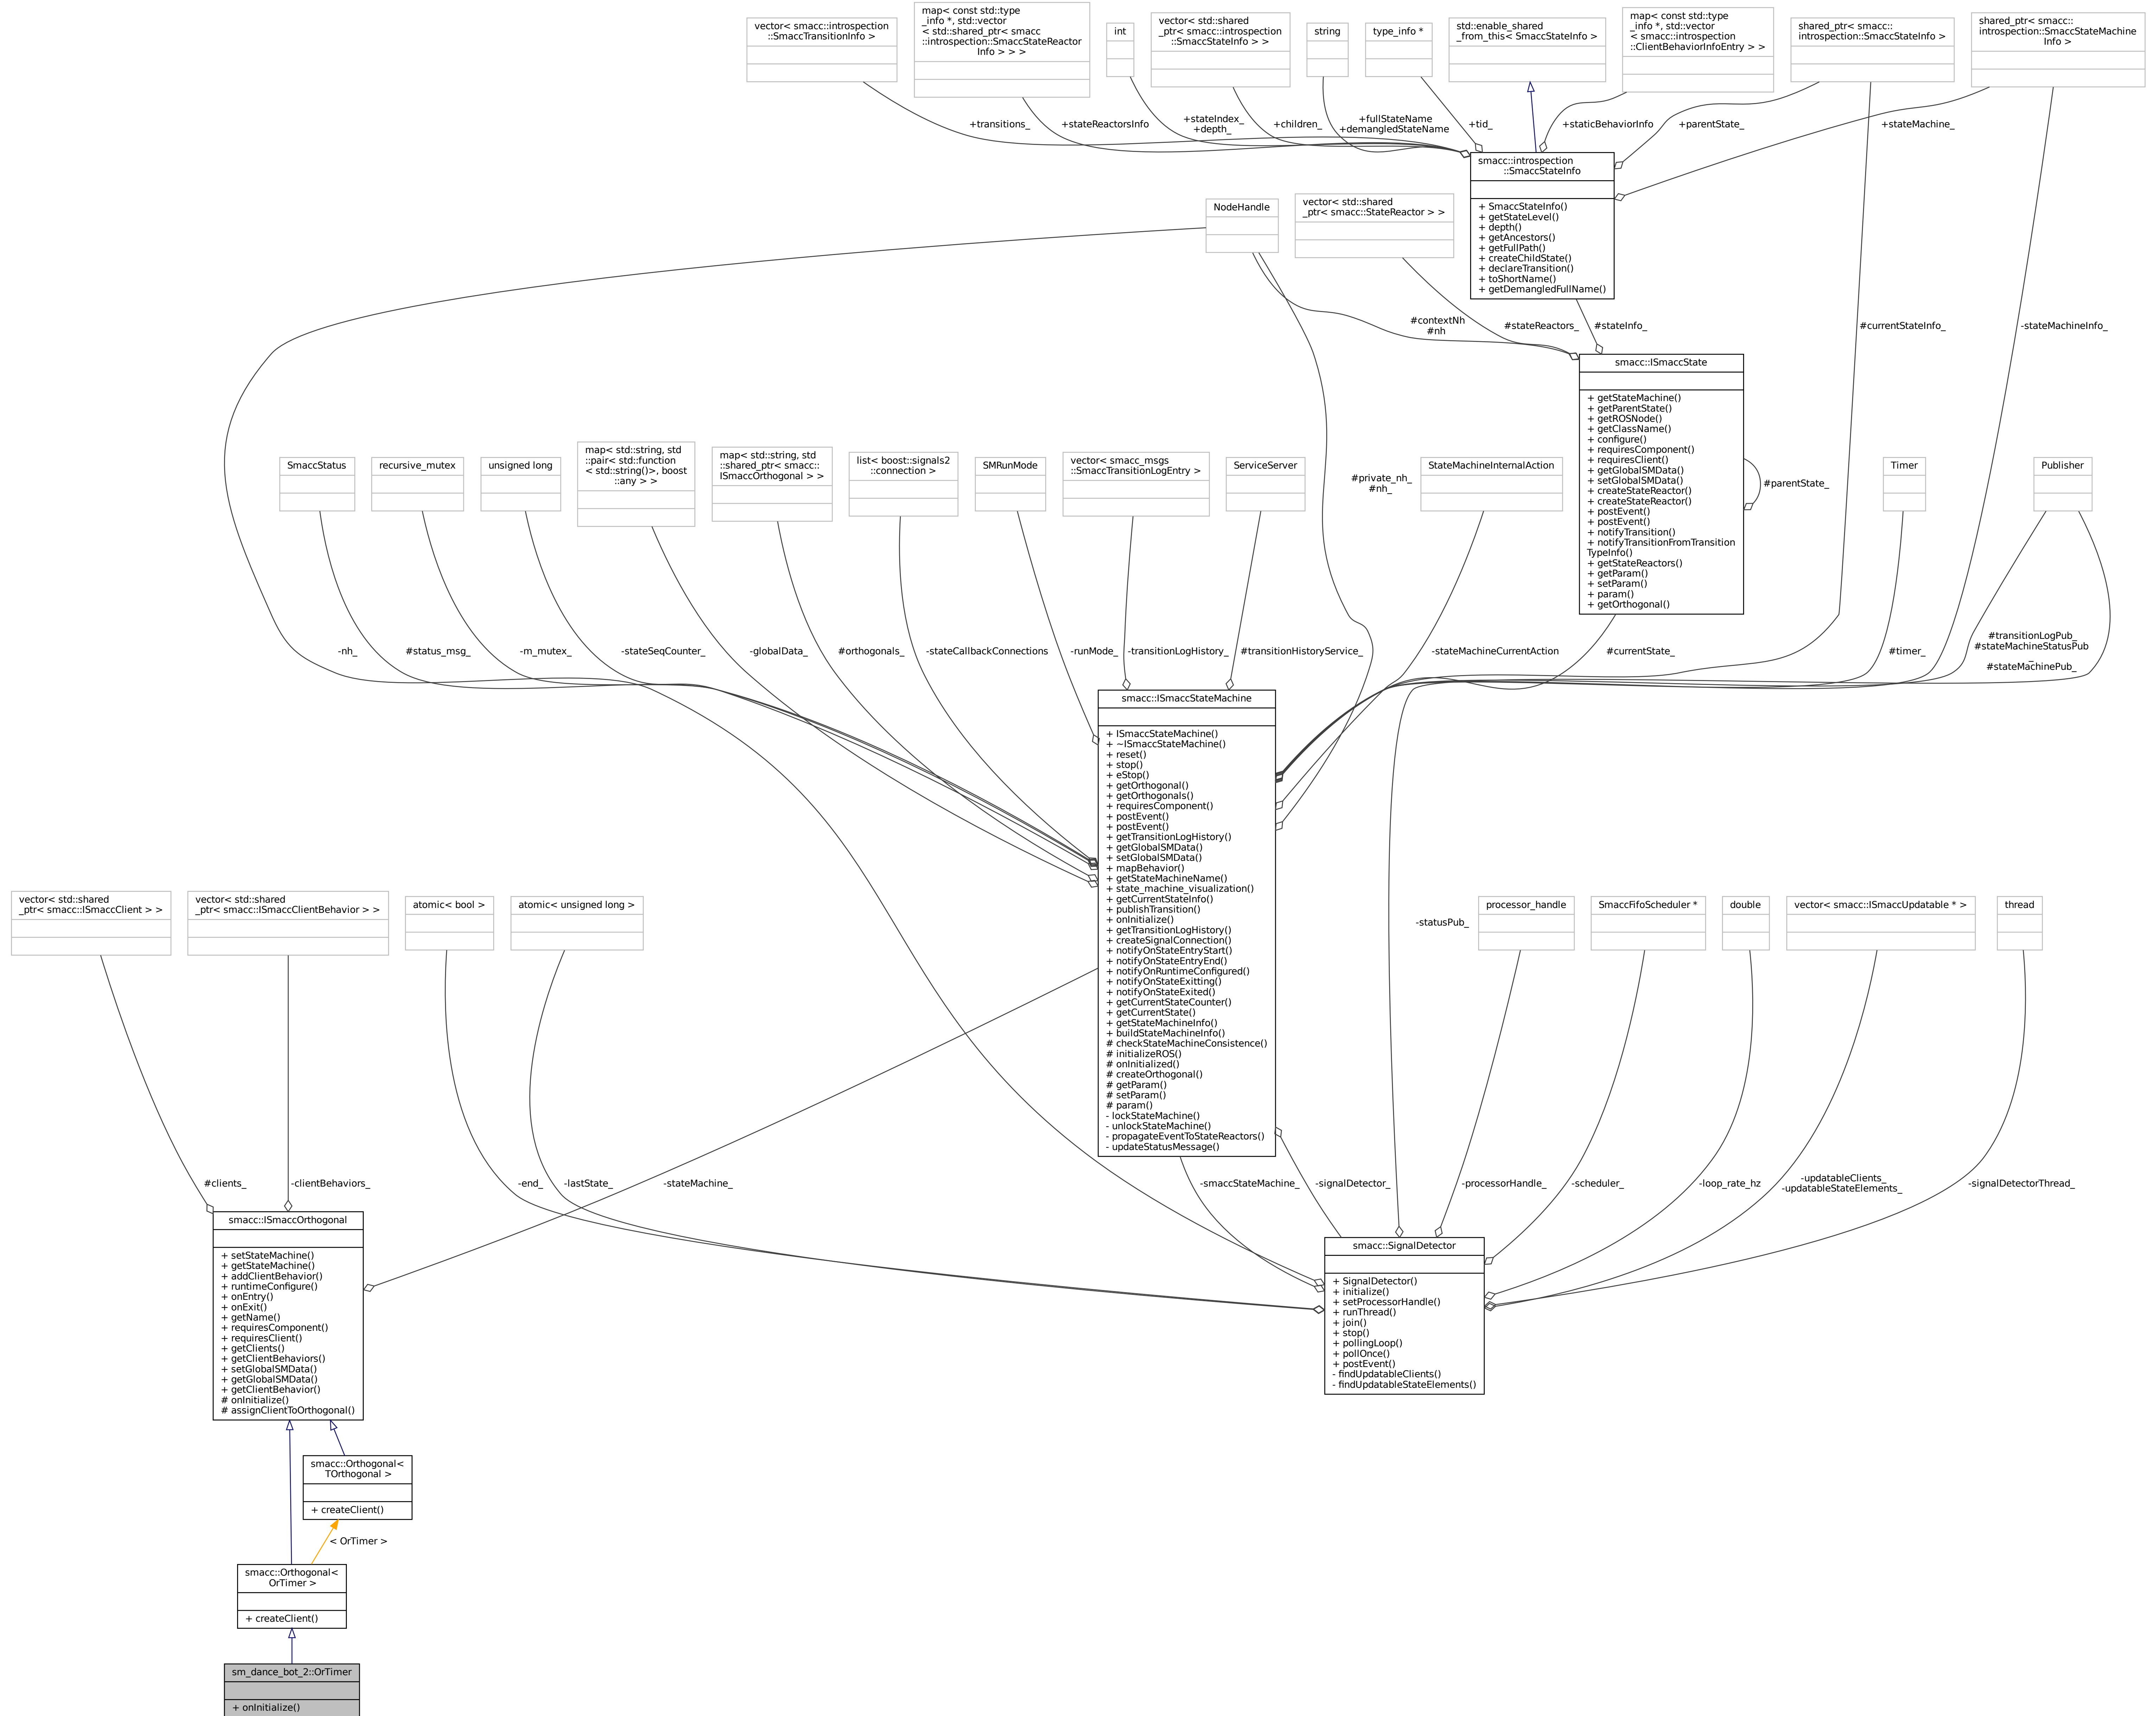 vector< smacc::introspection
::SmaccTransitionInfo >
map< const std::type
_info *, std::vector
< std::shared_ptr< smacc
::introspection::SmaccStateReactor
Info > > >
int
vector< std::shared
_ptr< smacc::introspection
::SmaccStateInfo > >
string
type_info *
std::enable_shared
_from_this< SmaccStateInfo >
map< const std::type
_info *, std::vector
< smacc::introspection
::ClientBehaviorInfoEntry > >
shared_ptr< smacc::
introspection::SmaccStateInfo >
shared_ptr< smacc::
introspection::SmaccStateMachine
Info >
+transitions_
+stateReactorsInfo
+stateIndex_
+depth_
+children_
+fullStateName
+demangledStateName
+tid_
+staticBehaviorInfo
+parentState_
+stateMachine_
smacc::introspection
::SmaccStateInfo
+ SmaccStateInfo()
+ getStateLevel()
+ depth()
+ getAncestors()
+ getFullPath()
+ createChildState()
+ declareTransition()
+ toShortName()
+ getDemangledFullName()
NodeHandle
vector< std::shared
_ptr< smacc::StateReactor > >
#contextNh
#nh
#stateReactors_
#stateInfo_
#currentStateInfo_
-stateMachineInfo_
smacc::ISmaccState
+ getStateMachine()
+ getParentState()
+ getROSNode()
+ getClassName()
+ configure()
+ requiresComponent()
+ requiresClient()
+ getGlobalSMData()
+ setGlobalSMData()
+ createStateReactor()
+ createStateReactor()
+ postEvent()
+ postEvent()
+ notifyTransition()
+ notifyTransitionFromTransition
TypeInfo()
+ getStateReactors()
+ getParam()
+ setParam()
+ param()
+ getOrthogonal()
#parentState_
SmaccStatus
recursive_mutex
unsigned long
map< std::string, std
::pair< std::function
< std::string()>, boost
::any > >
map< std::string, std
::shared_ptr< smacc::
ISmaccOrthogonal > >
list< boost::signals2
::connection >
SMRunMode
vector< smacc_msgs
::SmaccTransitionLogEntry >
ServiceServer
#private_nh_
#nh_
StateMachineInternalAction
Timer
Publisher
-nh_
#status_msg_
-m_mutex_
-stateSeqCounter_
-globalData_
#orthogonals_
-stateCallbackConnections
-runMode_
-transitionLogHistory_
#transitionHistoryService_
-stateMachineCurrentAction
#currentState_
#timer_
#transitionLogPub_
#stateMachineStatusPub
_
#stateMachinePub_
smacc::ISmaccStateMachine
+ ISmaccStateMachine()
+ ~ISmaccStateMachine()
+ reset()
+ stop()
+ eStop()
+ getOrthogonal()
+ getOrthogonals()
+ requiresComponent()
+ postEvent()
+ postEvent()
+ getTransitionLogHistory()
+ getGlobalSMData()
+ setGlobalSMData()
+ mapBehavior()
+ getStateMachineName()
+ state_machine_visualization()
+ getCurrentStateInfo()
+ publishTransition()
+ onInitialize()
+ getTransitionLogHistory()
+ createSignalConnection()
+ notifyOnStateEntryStart()
+ notifyOnStateEntryEnd()
+ notifyOnRuntimeConfigured()
+ notifyOnStateExitting()
+ notifyOnStateExited()
+ getCurrentStateCounter()
+ getCurrentState()
+ getStateMachineInfo()
+ buildStateMachineInfo()
# checkStateMachineConsistence()
# initializeROS()
# onInitialized()
# createOrthogonal()
# getParam()
# setParam()
# param()
- lockStateMachine()
- unlockStateMachine()
- propagateEventToStateReactors()
- updateStatusMessage()
vector< std::shared
_ptr< smacc::ISmaccClient > >
vector< std::shared
_ptr< smacc::ISmaccClientBehavior > >
atomic< bool >
atomic< unsigned long >
-statusPub_
processor_handle
SmaccFifoScheduler *
double
vector< smacc::ISmaccUpdatable * >
thread
#clients_
-clientBehaviors_
-end_
-lastState_
-stateMachine_
-smaccStateMachine_
-signalDetector_
-processorHandle_
-scheduler_
-loop_rate_hz
-updatableClients_
-updatableStateElements_
-signalDetectorThread_
smacc::ISmaccOrthogonal
+ setStateMachine()
+ getStateMachine()
+ addClientBehavior()
+ runtimeConfigure()
+ onEntry()
+ onExit()
+ getName()
+ requiresComponent()
+ requiresClient()
+ getClients()
+ getClientBehaviors()
+ setGlobalSMData()
+ getGlobalSMData()
+ getClientBehavior()
# onInitialize()
# assignClientToOrthogonal()
smacc::SignalDetector
+ SignalDetector()
+ initialize()
+ setProcessorHandle()
+ runThread()
+ join()
+ stop()
+ pollingLoop()
+ pollOnce()
+ postEvent()
- findUpdatableClients()
- findUpdatableStateElements()
smacc::Orthogonal<
TOrthogonal >
+ createClient()
< OrTimer >
smacc::Orthogonal<
OrTimer >
+ createClient()
sm_dance_bot_2::OrTimer
+ onInitialize()